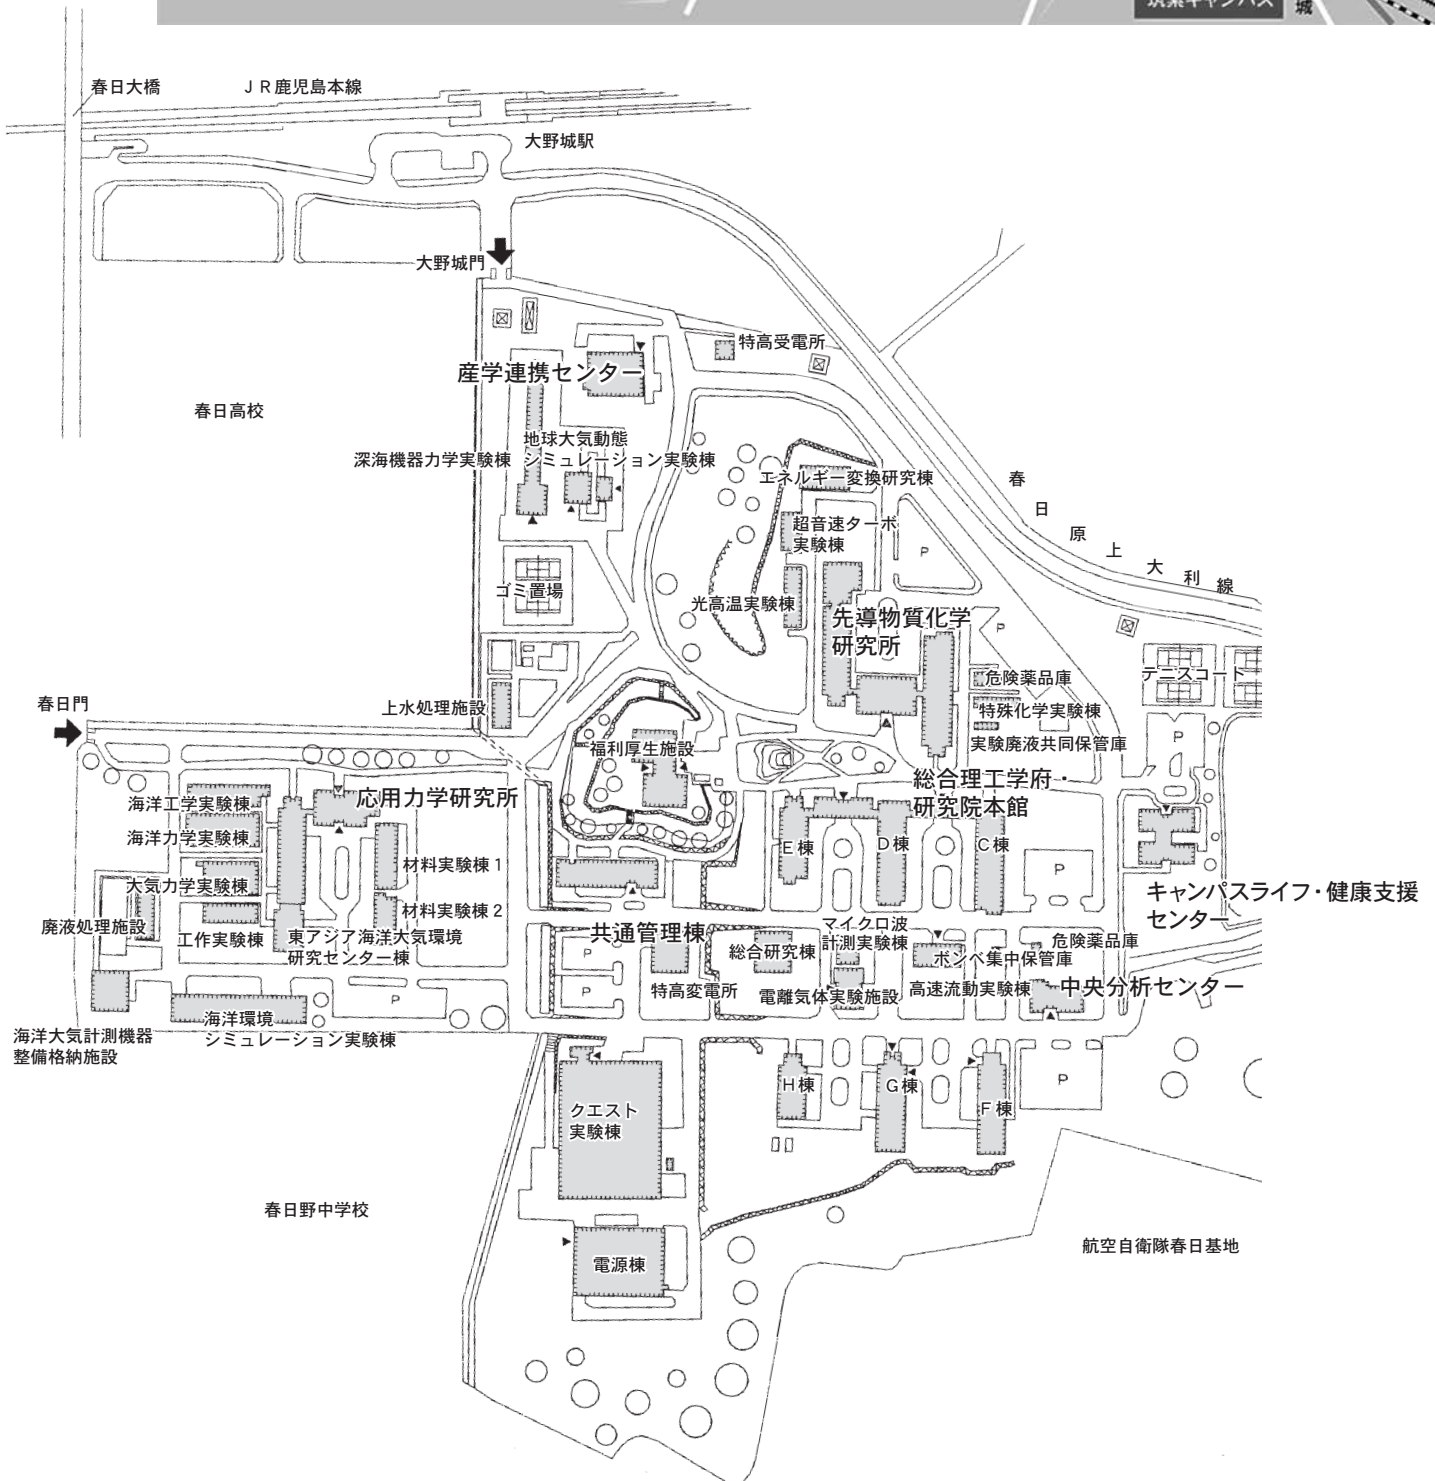 筑紫キャンパス
城
春日大橋
ＪＲ鹿児島本線
大野城駅
大野城門
特高受電所
産学連携センター
春日高校
地球大気動態
シミュレーション実験棟
深海機器力学実験棟
エネルギー変換研究棟
春日原上大利線
超音速ターボ
実験棟
P
ゴミ置場
光高温実験棟
先導物質化学
研究所
P
テニスコート
危険薬品庫
春日門
上水処理施設
特殊化学実験棟
P
実験廃液共同保管庫
福利厚生施設
総合理工学府・
研究院本館
海洋工学実験棟
応用力学研究所
海洋力学実験棟
E棟
D棟
C棟
材料実験棟１
P
大気力学実験棟
キャンパスライフ・健康支援
センター
材料実験棟２
廃液処理施設
工作実験棟
東アジア海洋大気環境
研究センター棟
共通管理棟
マイクロ波
計測実験棟
危険薬品庫
P
総合研究棟
ボンベ集中保管庫
P
特高変電所
電離気体実験施設
高速流動実験棟
中央分析センター
P
海洋環境
シミュレーション実験棟
海洋大気計測機器
整備格納施設
H棟
G棟
F棟
P
クエスト
実験棟
春日野中学校
航空自衛隊春日基地
電源棟